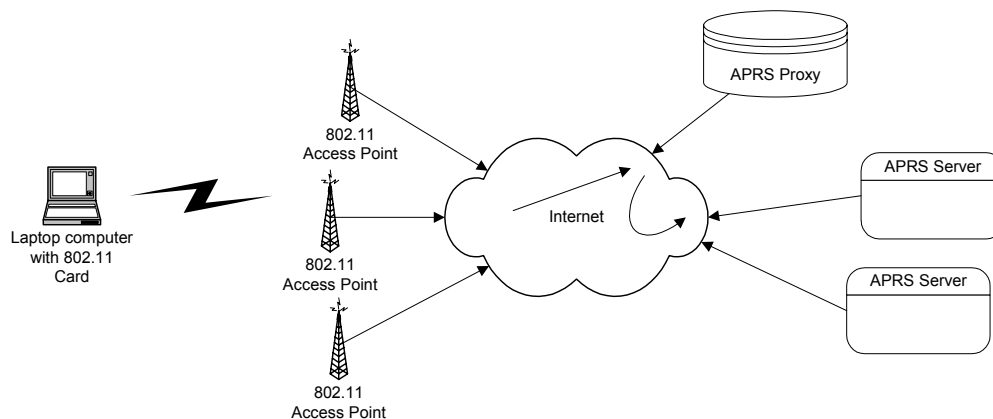 APRS Proxy
802.11
Access Point
APRS Server
Internet
802.11
Access Point
Laptop computer
with 802.11
Card
APRS Server
802.11
Access Point